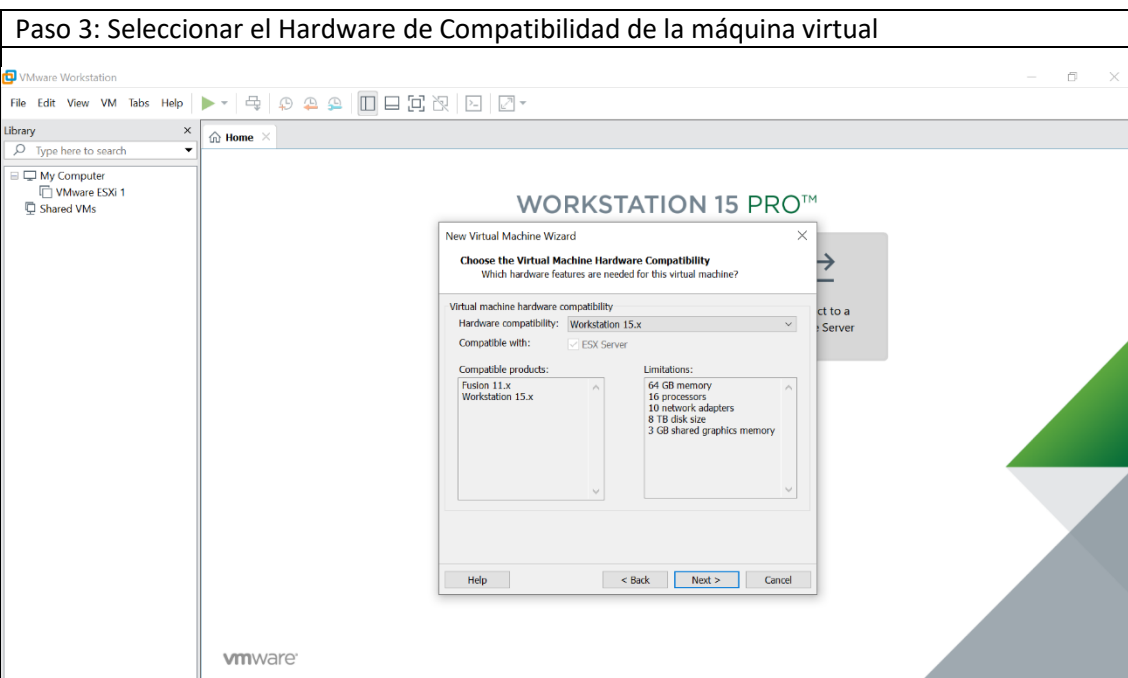 Paso 3: Seleccionar el Hardware de Compatibilidad de la máquina virtual
VMware Workstation
File Edit View VM Tabs Help
Library
Home
Type here to search
My Computer
VMware ESXi 1
Shared VMs
WORKSTATION 15 PRO™
New Virtual Machine Wizard
Choose the Virtual Machine Hardware Compatibility
Which hardware features are needed for this virtual machine?
Virtual machine hardware compatibility
Hardware compatibility: Workstation 15.x
Compatible with: ESX Server
Compatible products:
Fusion 11.x
Workstation 15.x
Limitations:
64 GB memory
16 processors
10 network adapters
8 TB disk size
3 GB shared graphics memory
ct to a
Server
Help < Back Next > Cancel
vmware